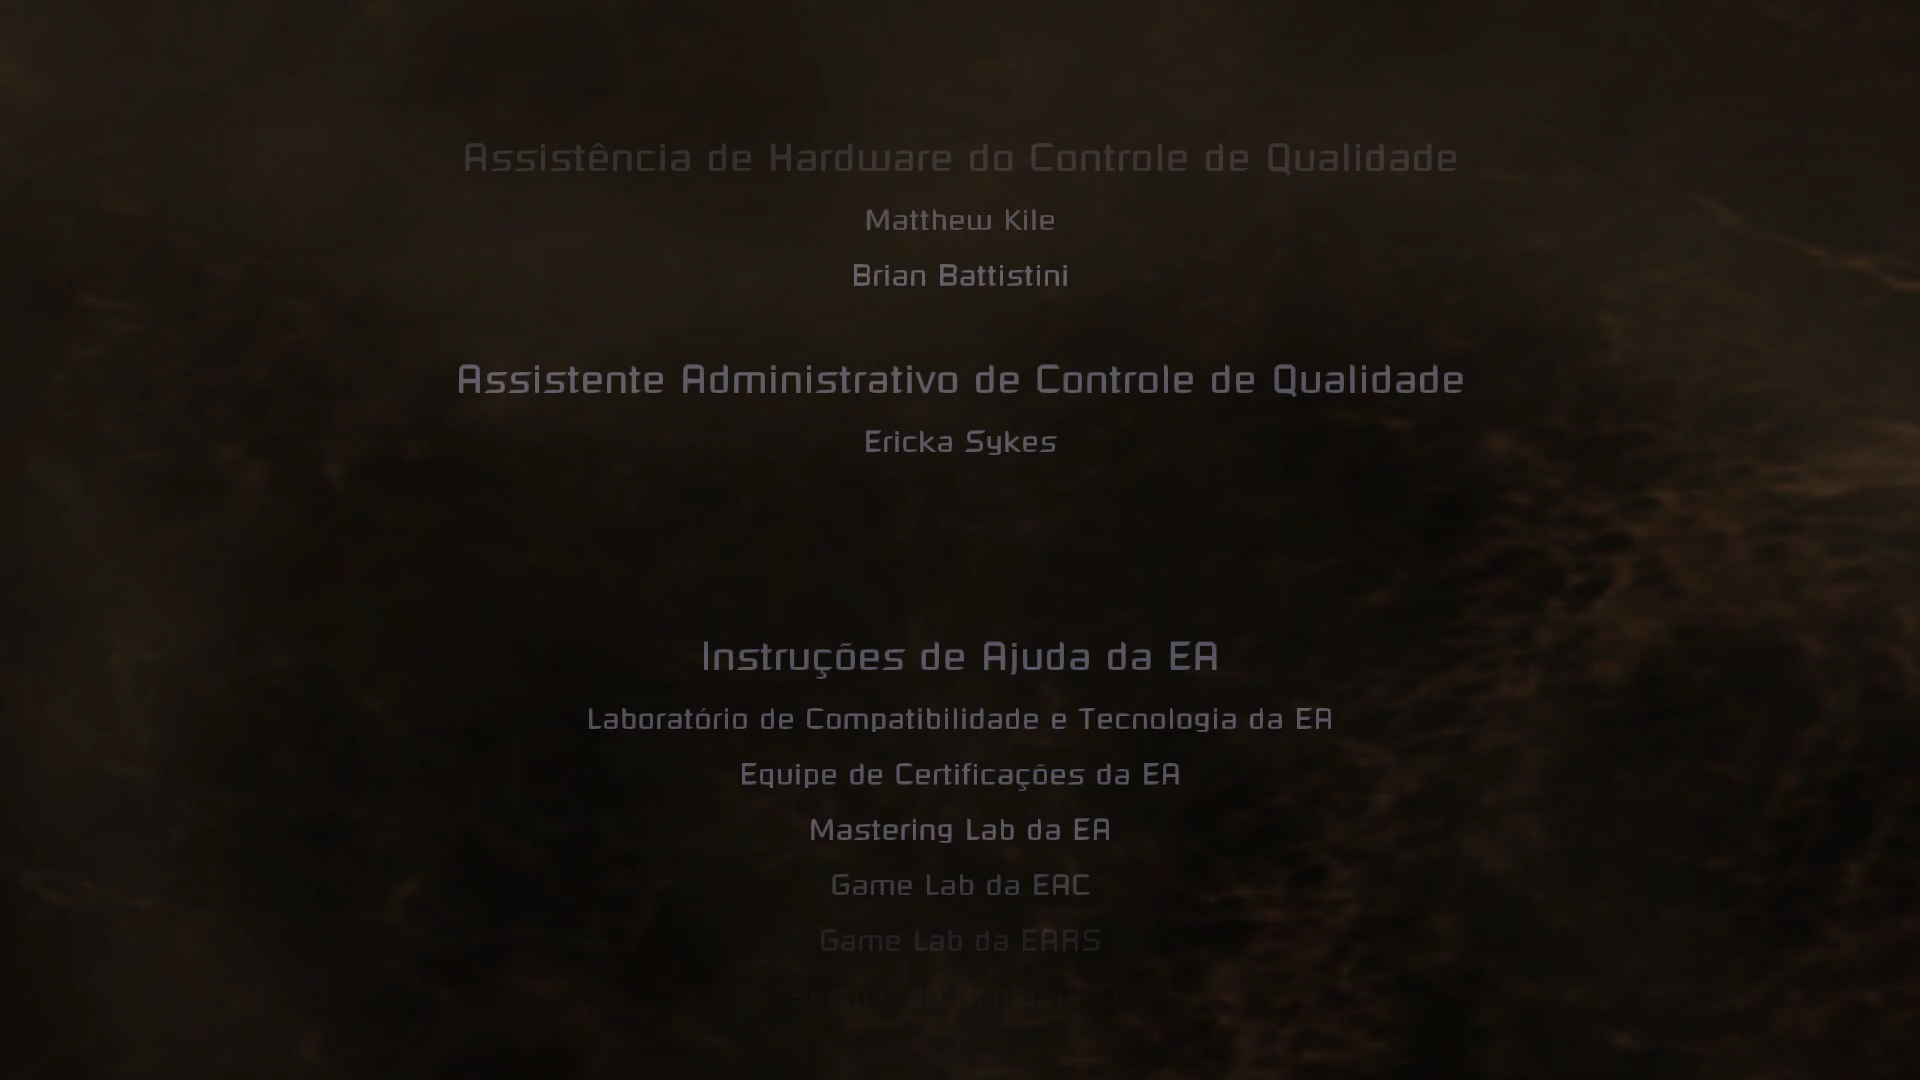 Assistência de Hardware do Controle de Qualidade
Matthew Kile
Brian Battistini
Assistente Administrativo de Controle de Qualidade
Ericka Sykes
Instruções de Ajuda da EA
Laboratório de Compatibilidade e Tecnologia da EA
Equipe de Certificações da EA
Mastering Lab da EA
Game Lab da EAC
Game Lab da EARS